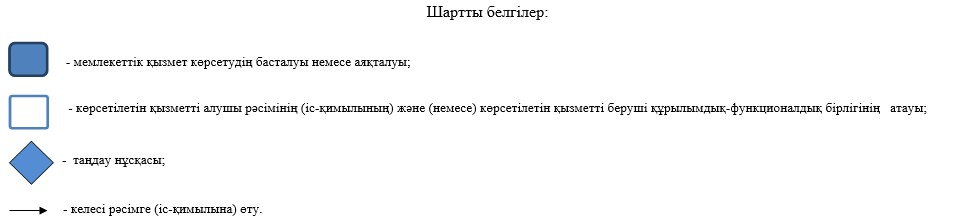 Шартты белгілер:
- мемлекеттік қызмет көрсетудің басталуы немесе аяқталуы;
- көрсетілетін қызметті алушы рәсімінің (іс-қимылының) және (немесе) көрсетілетін қызметті беруші құрылымдық-функционалдық бірлігінің атауы;
- таңдау нұсқасы;
- келесі рәсімге (іс-қимылына) өту.